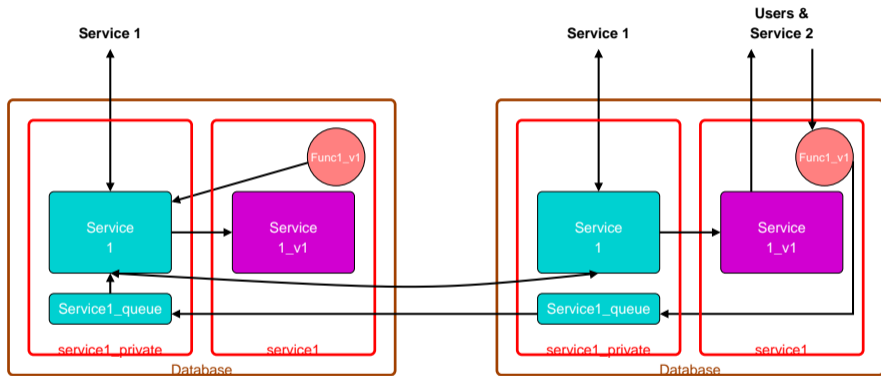 Service 1
Service 1
Users &
Service 2
Func1_v1
Service
1
Service
1_v1
Service1_queue
service1_private
service1
Database
Func1_v1
Service
1
Service
1_v1
Service1_queue
service1_private
service1
Database